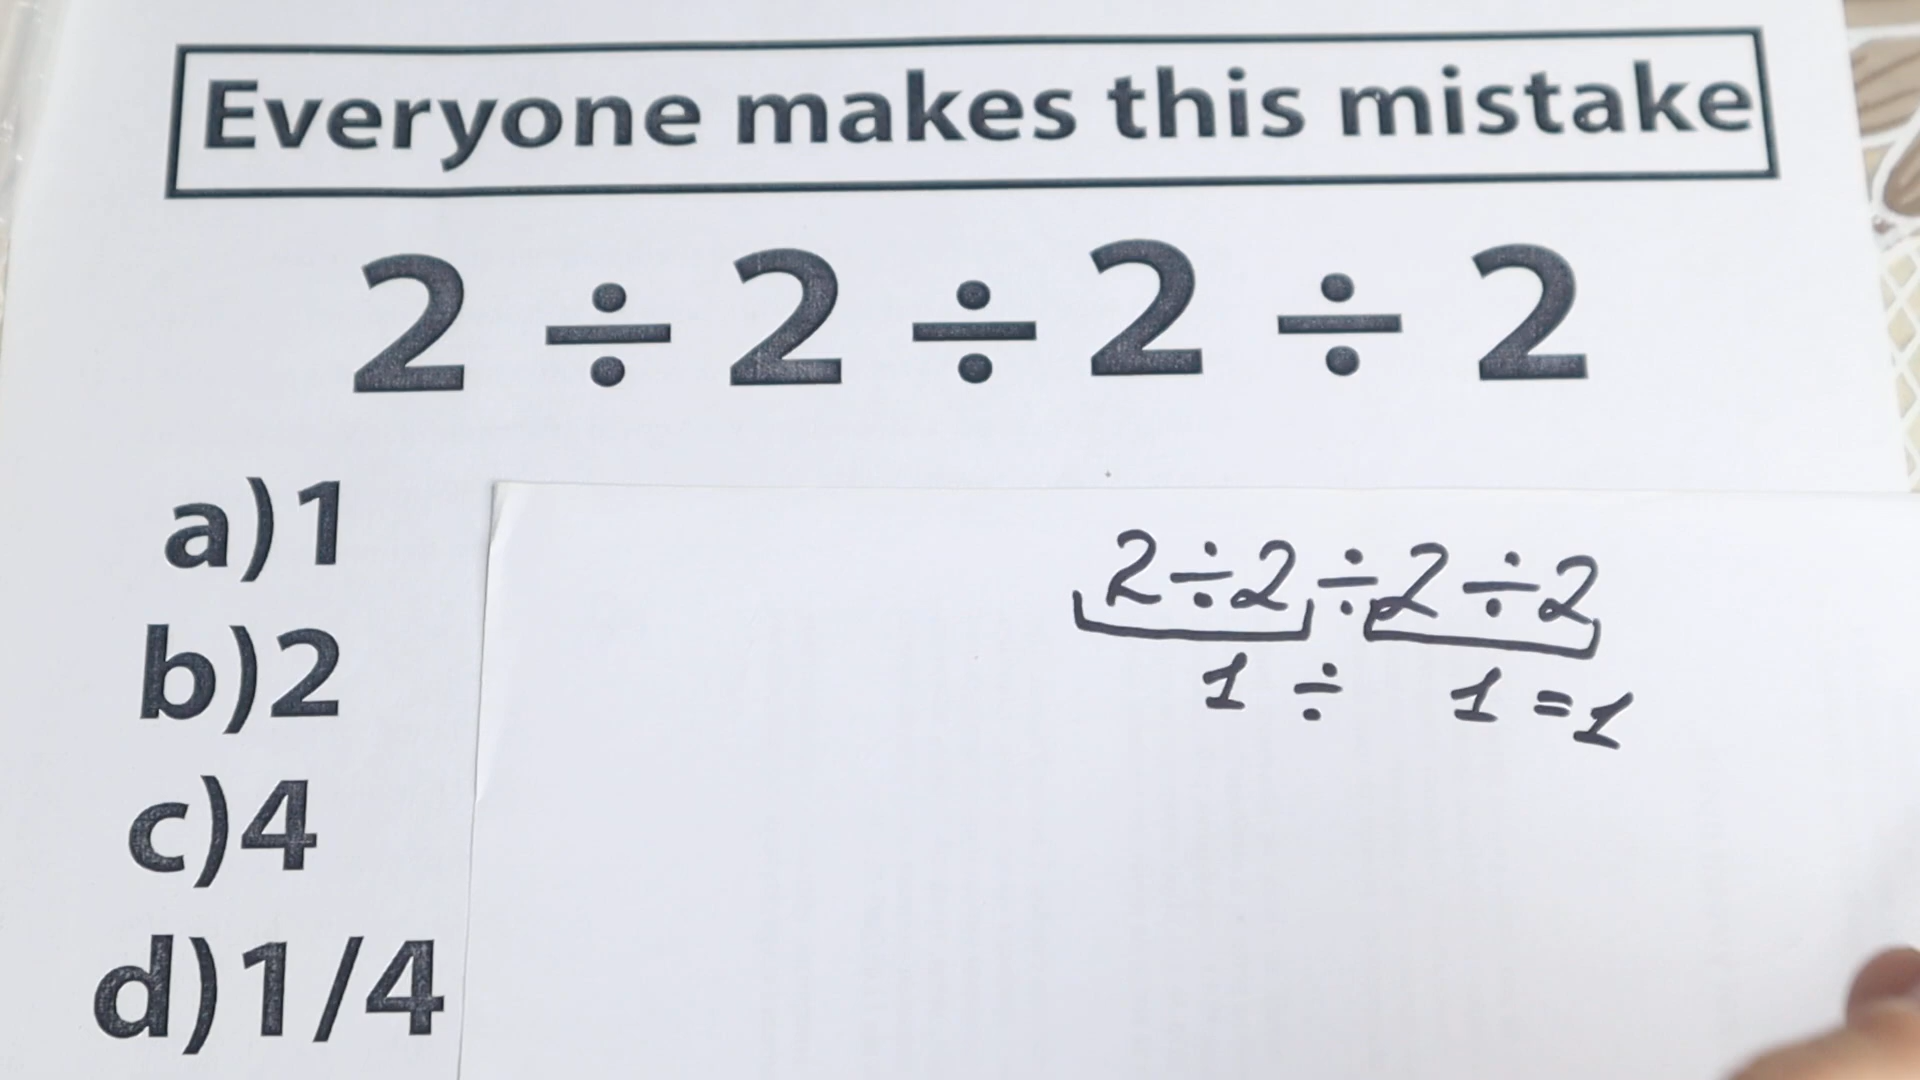 Everyone makes this mistake
2 ÷ 2 ÷ 2 ÷ 2
a)1
b)2
c)4
d)1/4
2÷2÷2÷2
1 ÷ 1 = 1